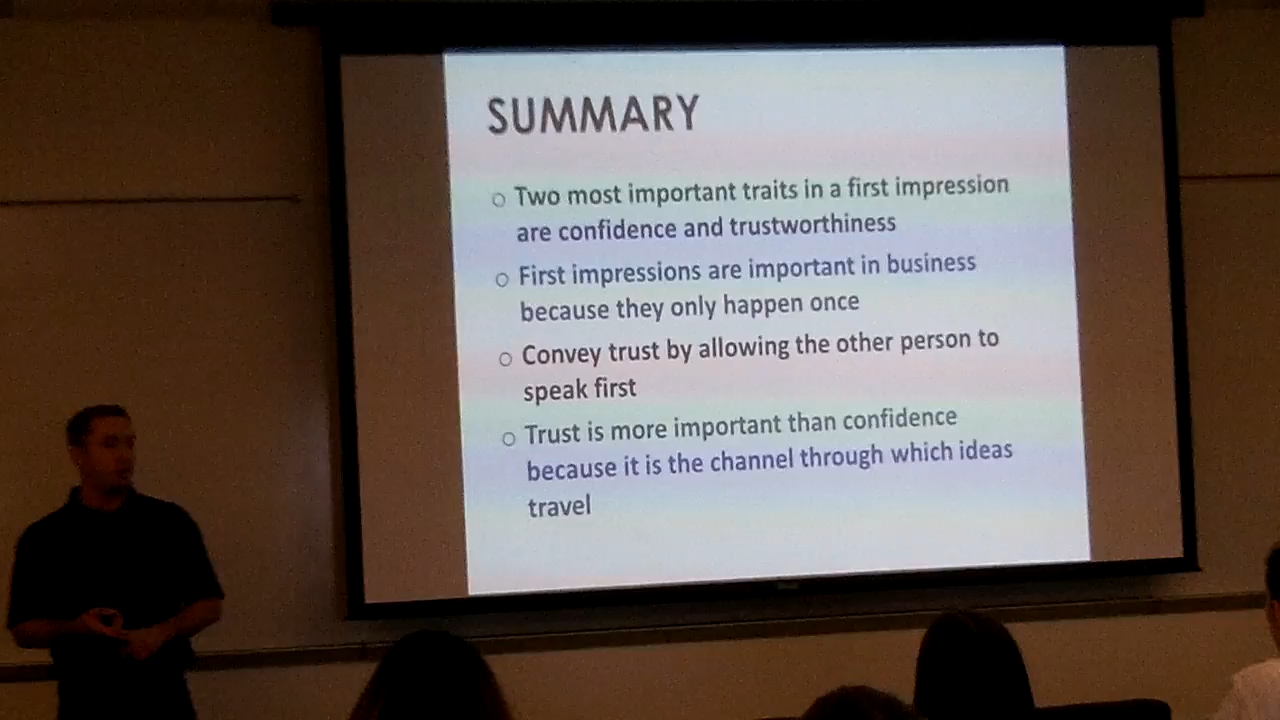 SUMMARY
○ Two most important traits in a first impression
are confidence and trustworthiness
○ First impressions are important in business
because they only happen once
○ Convey trust by allowing the other person to
speak first
○ Trust is more important than confidence
because it is the channel through which ideas
travel